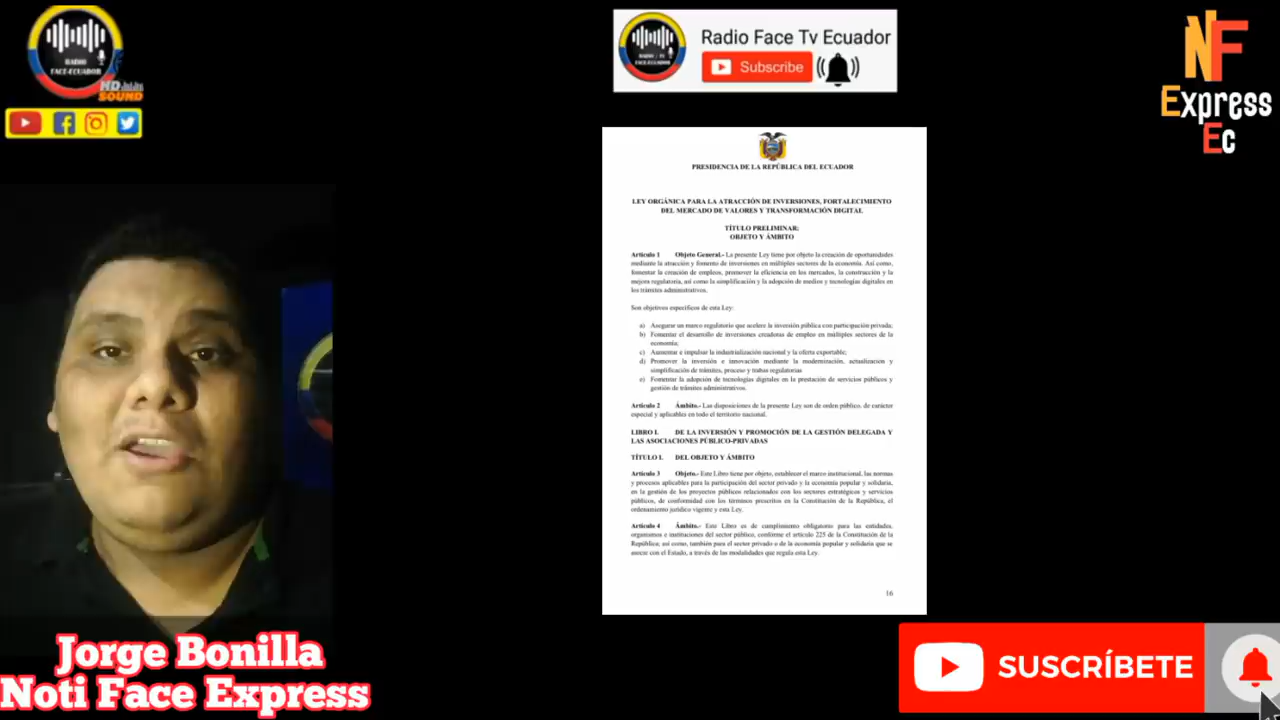 RADIO
FACE-ECUADOR
HD
SOUND
Radio Face Tv Ecuador
Subscribe
RADIO / TV
FACE-ECUADOR
NF
Express
Ec
PRESIDENCIA DE LA REPÚBLICA DEL ECUADOR
LEY ORGÁNICA PARA LA ATRACCIÓN DE INVERSIONES, FORTALECIMIENTO
DEL MERCADO DE VALORES Y TRANSFORMACIÓN DIGITAL
TÍTULO PRELIMINAR:
OBJETO Y ÁMBITO
Artículo 1 Objeto General.- La presente Ley tiene por objeto la creación de oportunidades
mediante la atracción y fomento de inversiones en múltiples sectores de la economía. Así como,
fomentar la creación de empleos, promover la eficiencia en los mercados, la construcción y la
mejora regulatoria, así como la simplificación y la adopción de medios y tecnologías digitales en
los trámites administrativos.
Son objetivos específicos de esta Ley:
a) Asegurar un marco regulatorio que acelere la inversión pública con participación privada;
b) Fomentar el desarrollo de inversiones creadoras de empleo en múltiples sectores de la
economía;
c) Aumentar e impulsar la industrialización nacional y la oferta exportable;
d) Promover la inversión e innovación mediante la modernización, actualización y
simplificación de trámites, proceso y trabas regulatorias
e) Fomentar la adopción de tecnologías digitales en la prestación de servicios públicos y
gestión de trámites administrativos.
Artículo 2 Ámbito.- Las disposiciones de la presente Ley son de orden público, de carácter
especial y aplicables en todo el territorio nacional.
LIBRO I. DE LA INVERSIÓN Y PROMOCIÓN DE LA GESTIÓN DELEGADA Y
LAS ASOCIACIONES PÚBLICO-PRIVADAS
TÍTULO I. DEL OBJETO Y ÁMBITO
Artículo 3 Objeto.- Este Libro tiene por objeto, establecer el marco institucional, las normas
y procesos aplicables para la participación del sector privado y la economía popular y solidaria,
en la gestión de los proyectos públicos relacionados con los sectores estratégicos y servicios
públicos, de conformidad con los términos prescritos en la Constitución de la República, el
ordenamiento jurídico vigente y esta Ley.
Artículo 4 Ámbito.- Este Libro es de cumplimiento obligatorio para las entidades,
organismos e instituciones del sector público, conforme el artículo 225 de la Constitución de la
República; así como, también para el sector privado o de la economía popular y solidaria que se
asocie con el Estado, a través de las modalidades que regula esta Ley.
16
Jorge Bonilla
Noti Face Express
SUSCRÍBETE